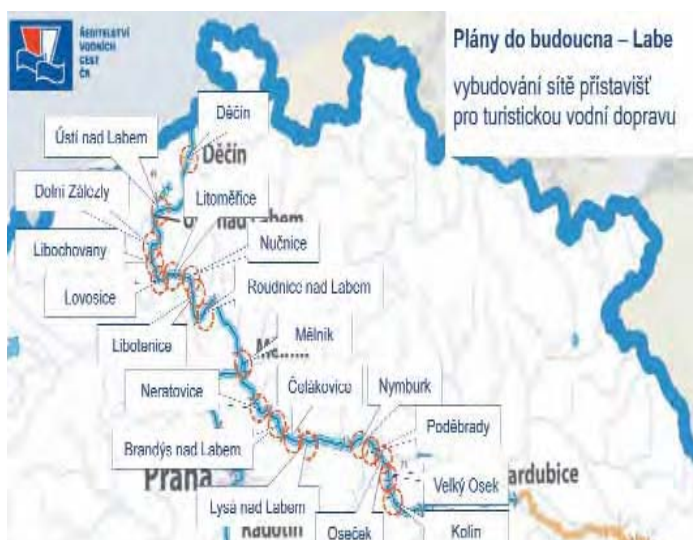 ŘEDITELSTVÍ
VODNÍCH
CEST
ČR
Plány do budoucna – Labe
vybudování sítě přístavišť
pro turistickou vodní dopravu
Děčín
Ústí nad Labem
Děčín
Dolní Zálezly
Litoměřice
Libochovany
Nučnice
Lovosice
Roudnice nad Labem
Libotenice
Mělník
Neratovice
Čelákovice
Nymburk
Brandýs nad Labem
Poděbrady
Praha
Velký Osek
ardubice
Lysá nad Labem
Radotín
Oseček
Kolín